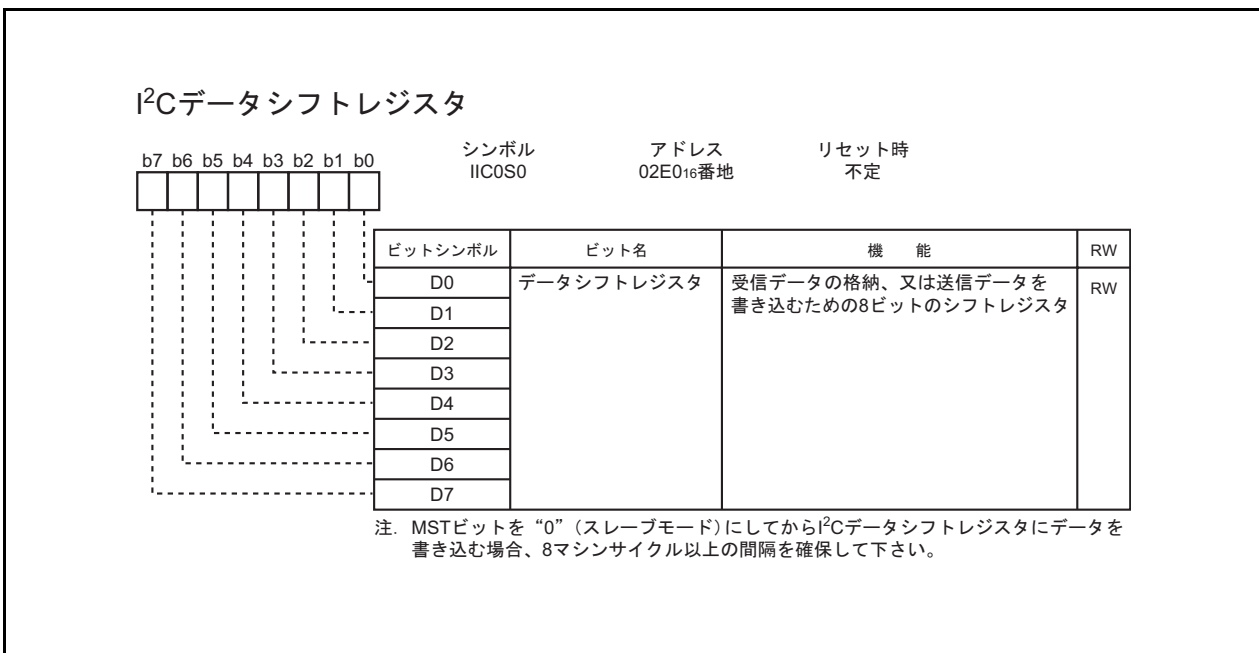 I²Cデータシフトレジスタ
b7 b6 b5 b4 b3 b2 b1 b0
シンボル アドレス リセット時
IIC0S0 02E0₁₆番地 不定
ビットシンボル ビット名 機 能 RW
D0 データシフトレジスタ 受信データの格納、又は送信データを RW
D1 書き込むための8ビットのシフトレジスタ
D2
D3
D4
D5
D6
D7
注. MSTビットを“0”(スレーブモード)にしてからI²Cデータシフトレジスタにデータを
書き込む場合、8マシンサイクル以上の間隔を確保して下さい。